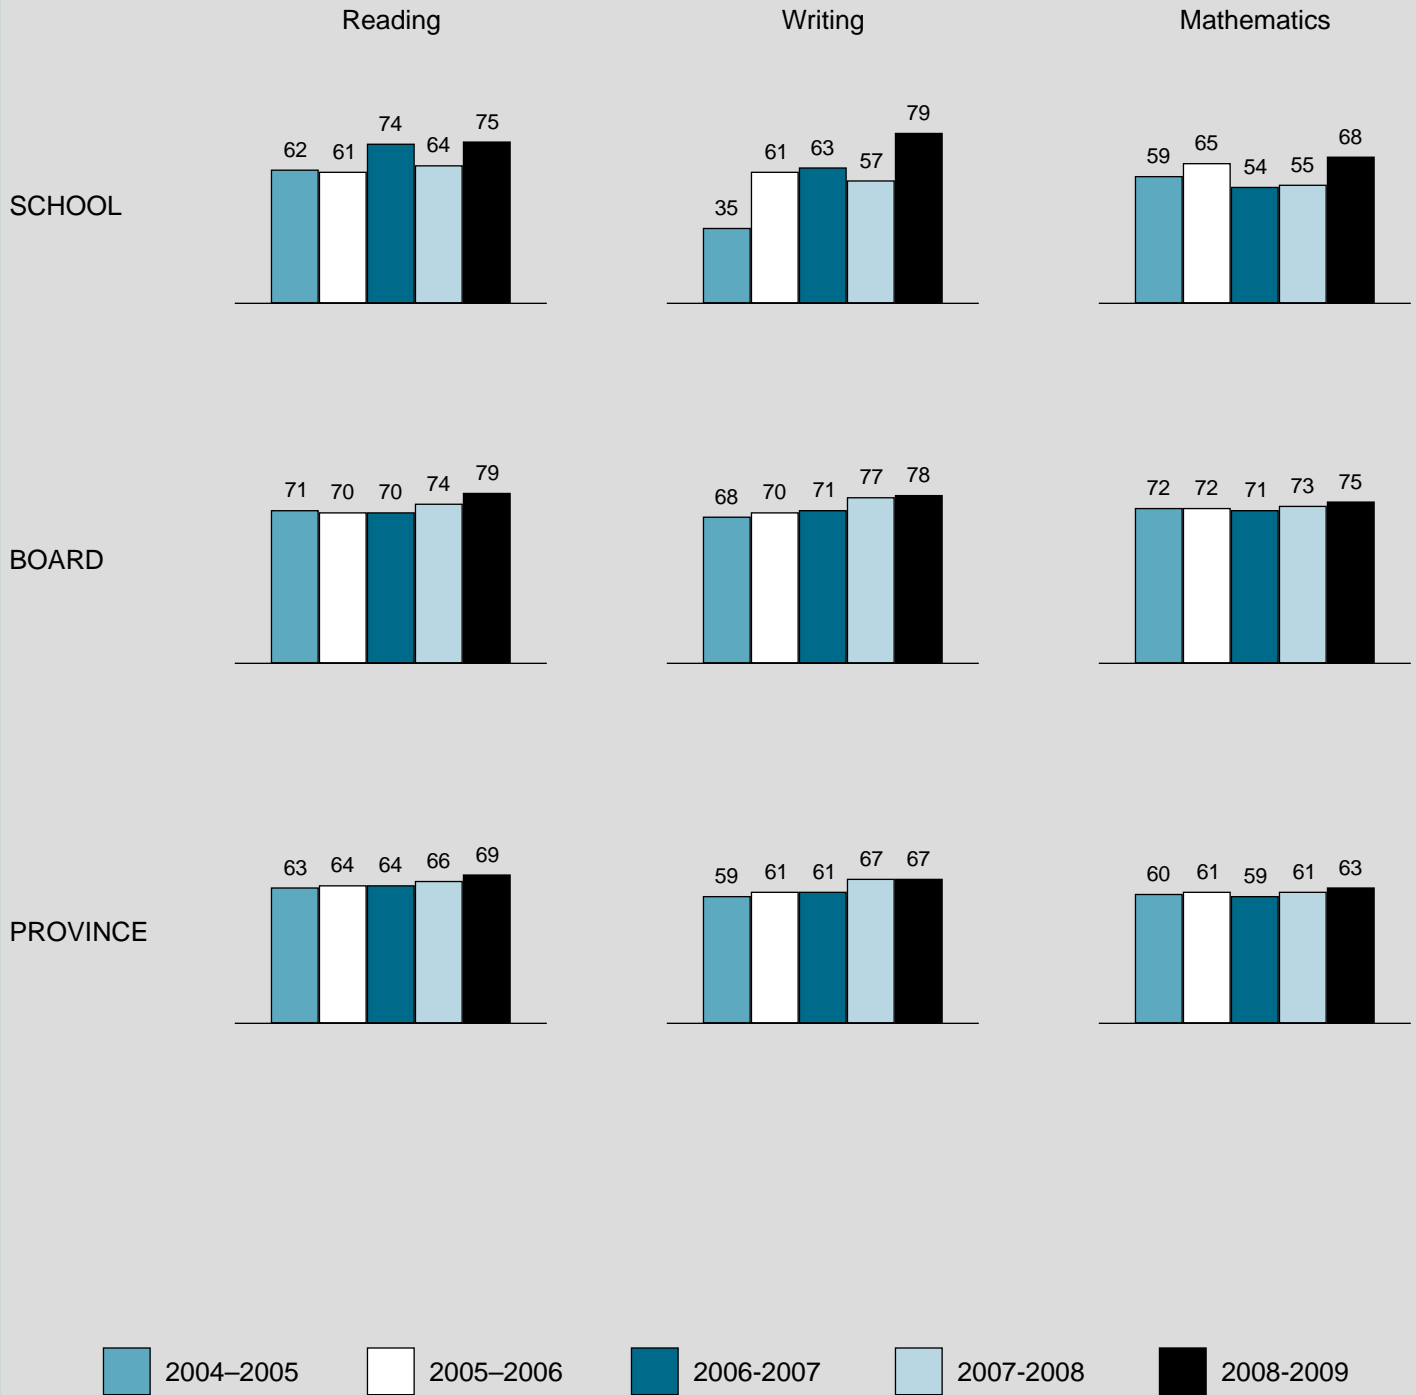 Reading Writing Mathematics
SCHOOL
62 61 74 64 75
35 61 63 57 79
59 65 54 55 68
BOARD
71 70 70 74 79
68 70 71 77 78
72 72 71 73 75
PROVINCE
63 64 64 66 69
59 61 61 67 67
60 61 59 61 63
2004–2005 2005–2006 2006-2007 2007-2008 2008-2009